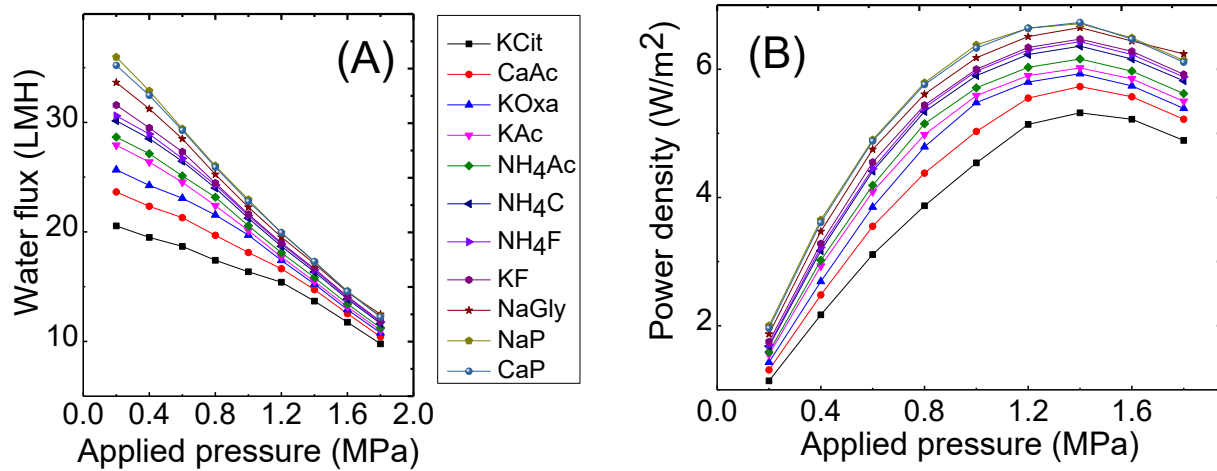 (A)
Water flux (LMH)
30
20
10
0.0 0.4 0.8 1.2 1.6 2.0
Applied pressure (MPa)
KCit
CaAc
KOxa
KAc
NH4Ac
NH4C
NH4F
KF
NaGly
NaP
CaP
(B)
Power density (W/m²)
6
4
2
0.0 0.4 0.8 1.2 1.6
Applied pressure (MPa)